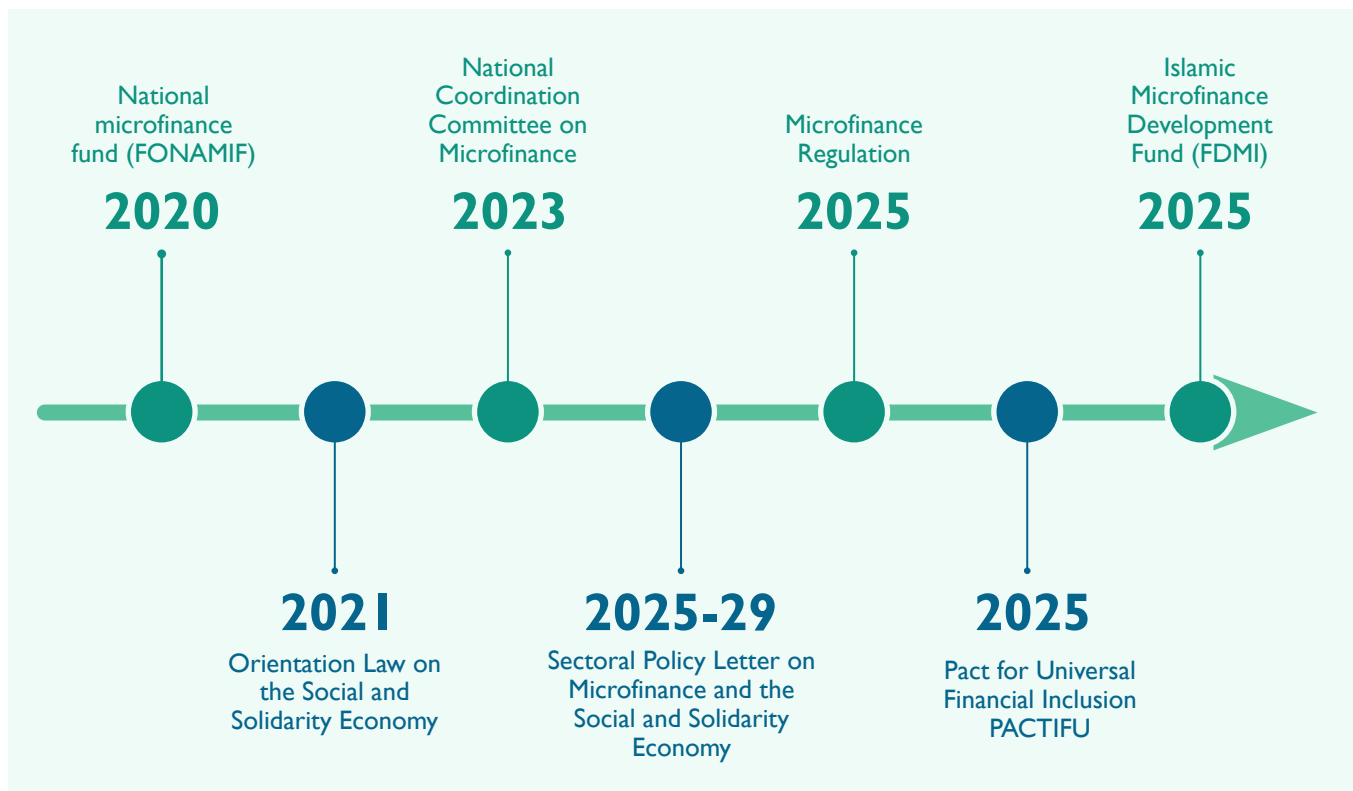 National
microfinance
fund (FONAMIF)
2020
National
Coordination
Committee on
Microfinance
2023
Microfinance
Regulation
2025
Islamic
Microfinance
Development
Fund (FDMI)
2025
2021
Orientation Law on
the Social and
Solidarity Economy
2025-29
Sectoral Policy Letter on
Microfinance and the
Social and Solidarity
Economy
2025
Pact for Universal
Financial Inclusion
PACTIFU